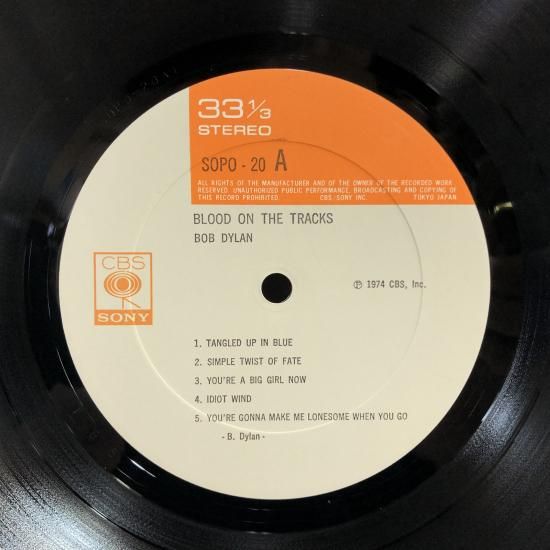 33 1/3
STEREO
SOPO - 20 A
ALL RIGHTS OF THE MANUFACTURER AND OF THE OWNER OF THE RECORDED WORK
RESERVED. UNAUTHORIZED PUBLIC PERFORMANCE, BROADCASTING AND COPYING OF
THIS RECORD PROHIBITED. CBS/SONY INC. TOKYO JAPAN
BLOOD ON THE TRACKS
BOB DYLAN
CBS
SONY
℗ 1974 CBS, Inc.
1. TANGLED UP IN BLUE
2. SIMPLE TWIST OF FATE
3. YOU'RE A BIG GIRL NOW
4. IDIOT WIND
5. YOU'RE GONNA MAKE ME LONESOME WHEN YOU GO
- B. Dylan -